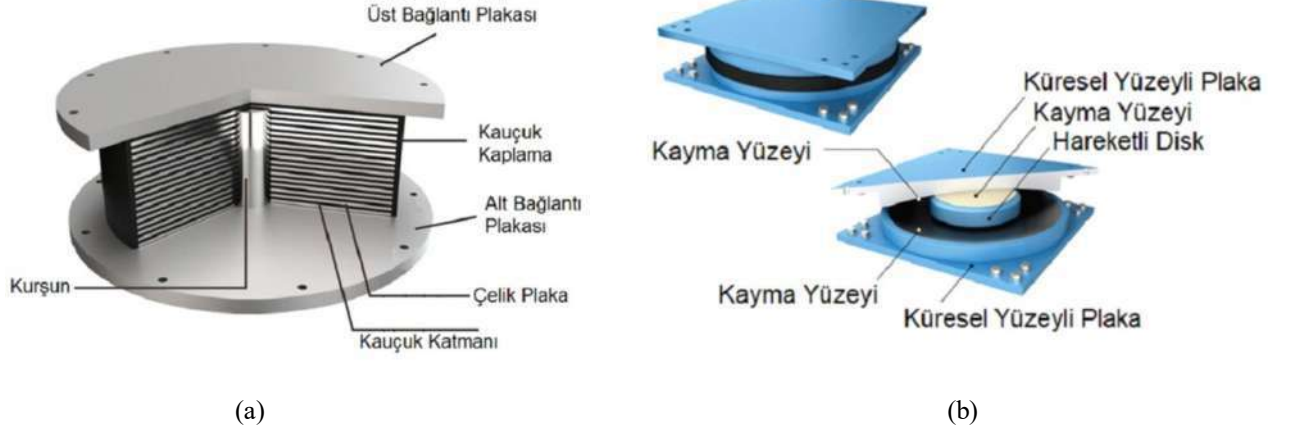 Üst Bağlantı Plakası
Kauçuk
Kaplama
Alt Bağlantı
Plakası
Kurşun
Çelik Plaka
Kauçuk Katmanı
(a)
Küresel Yüzeyli Plaka
Kayma Yüzeyi
Hareketli Disk
Kayma Yüzeyi
Kayma Yüzeyi
Küresel Yüzeyli Plaka
(b)